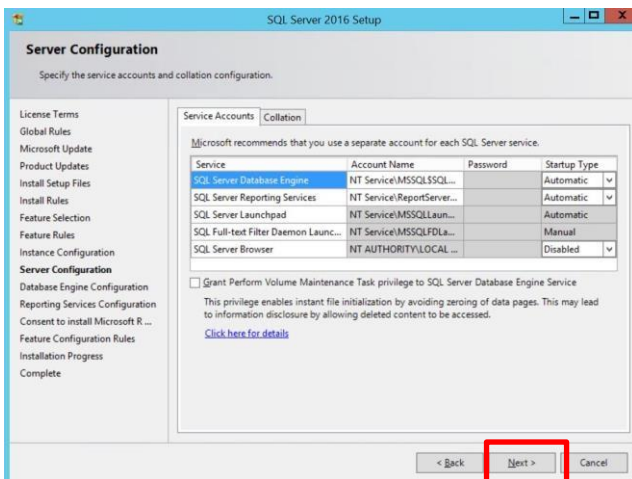 SQL Server 2016 Setup
Server Configuration
Specify the service accounts and collation configuration.
License Terms
Global Rules
Microsoft Update
Product Updates
Install Setup Files
Install Rules
Feature Selection
Feature Rules
Instance Configuration
Server Configuration
Database Engine Configuration
Reporting Services Configuration
Consent to install Microsoft R ...
Feature Configuration Rules
Installation Progress
Complete
Service Accounts Collation
Microsoft recommends that you use a separate account for each SQL Server service.
Service Account Name Password Startup Type
SQL Server Database Engine NT Service\MSSQL$SQL... Automatic
SQL Server Reporting Services NT Service\ReportServer... Automatic
SQL Server Launchpad NT Service\MSSQLLaun... Automatic
SQL Full-text Filter Daemon Launc... NT Service\MSSQLFDLa... Manual
SQL Server Browser NT AUTHORITY\LOCAL ... Disabled
Grant Perform Volume Maintenance Task privilege to SQL Server Database Engine Service
This privilege enables instant file initialization by avoiding zeroing of data pages. This may lead
to information disclosure by allowing deleted content to be accessed.
Click here for details
< Back Next > Cancel